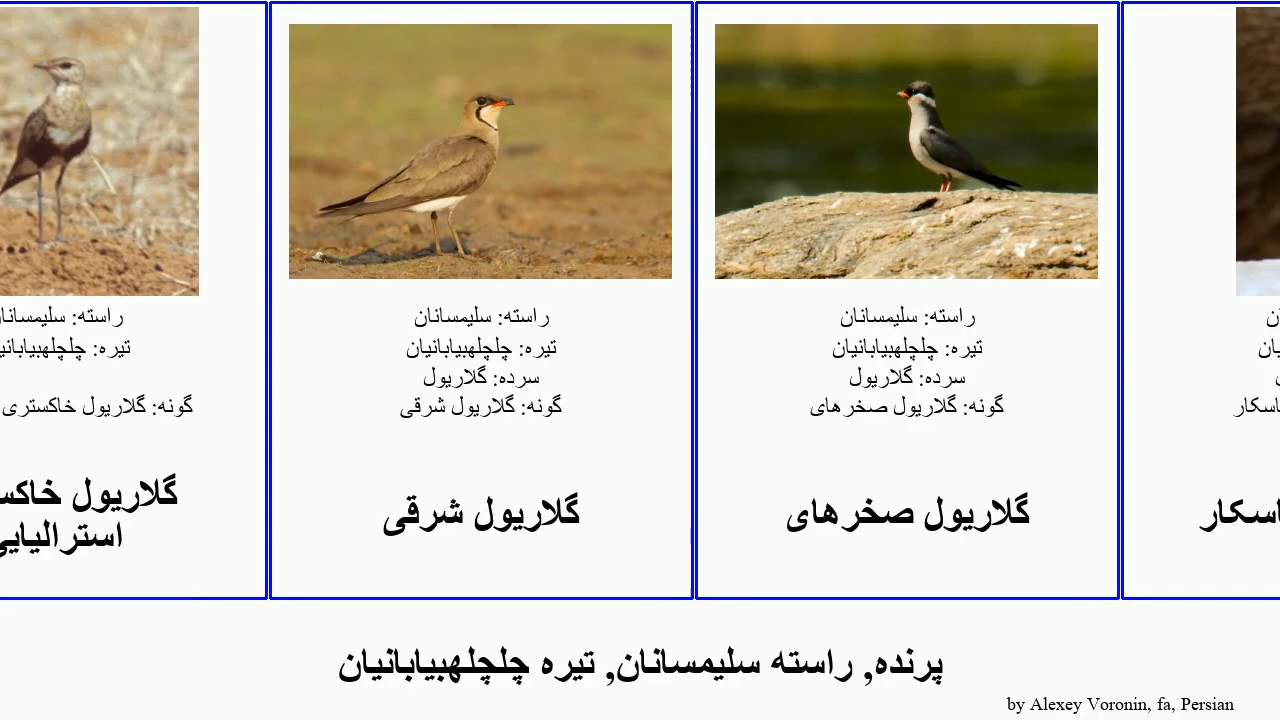 راسته: سلیمسانان
تیره: چلچلهبیابانیان
گونه: گلاریول خاکستری
گلاریول
استرالیایی
راسته: سلیمسانان
تیره: چلچلهبیابانیان
سرده: گلاریول
گونه: گلاریول شرقی
گلاریول شرقی
راسته: سلیمسانان
تیره: چلچلهبیابانیان
سرده: گلاریول
گونه: گلاریول صخرهای
گلاریول صخرهای
پرنده, راسته سلیمسانان, تیره چلچلهبیابانیان
by Alexey Voronin, fa, Persian